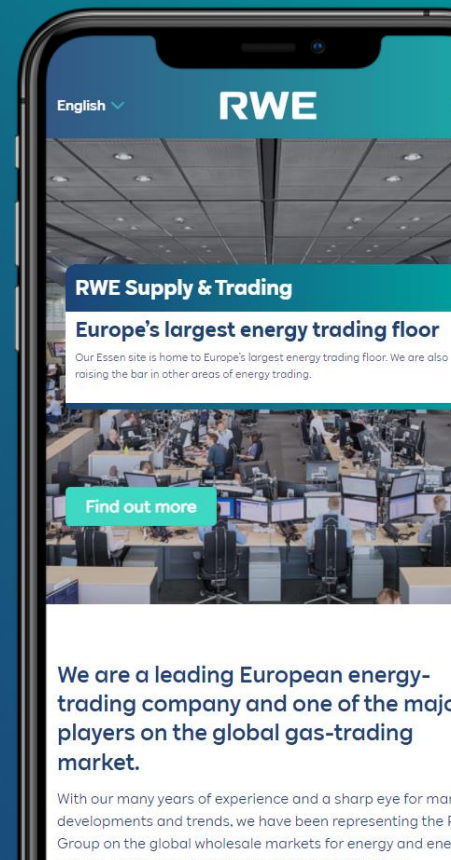 English
RWE
RWE Supply & Trading
Europe's largest energy trading floor
Our Essen site is home to Europe's largest energy trading floor. We are also
raising the bar in other areas of energy trading.
Find out more
We are a leading European energy-
trading company and one of the
players on the global gas-trading
market.
With our many years of experience and a sharp eye for
developments and trends, we have been representing the
Group on the global wholesale markets for energy and